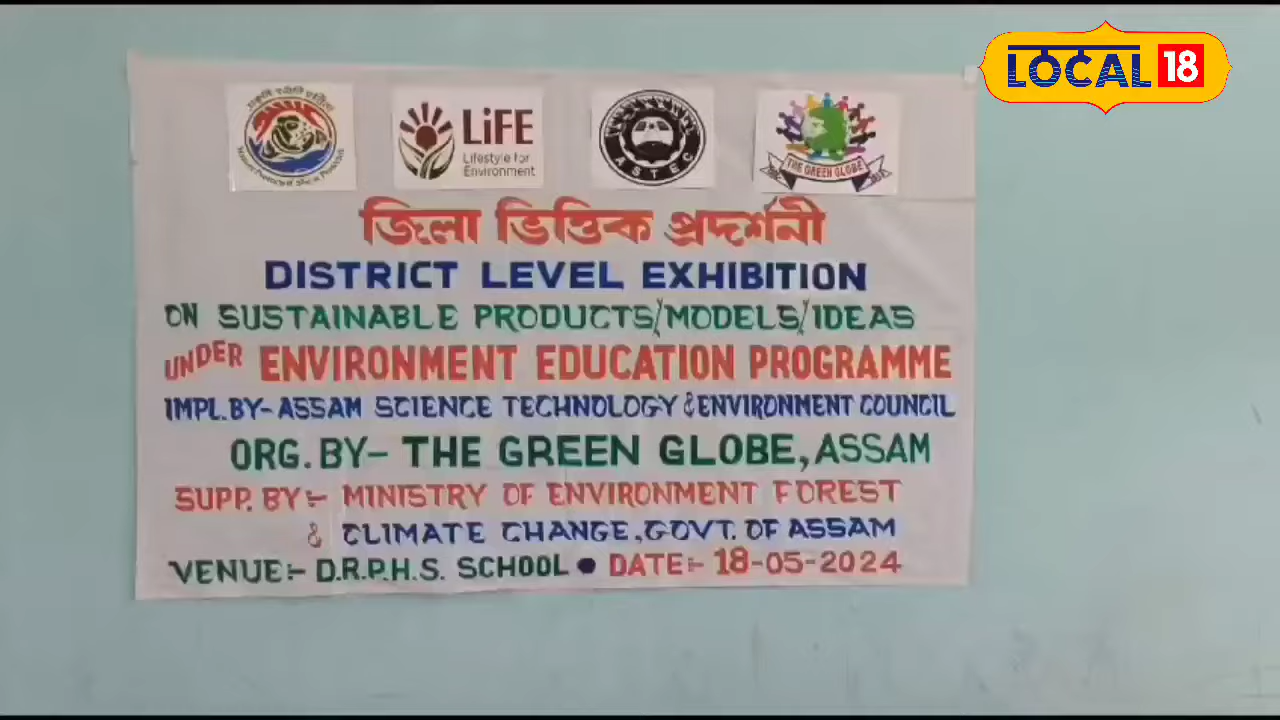 LOCAL 18
LiFE
Lifestyle for
Environment
ASTEC
THE GREEN GLOBE
জিলা ভিত্তিক প্ৰদৰ্শনী
DISTRICT LEVEL EXHIBITION
ON SUSTAINABLE PRODUCTS/MODELS/IDEAS
UNDER ENVIRONMENT EDUCATION PROGRAMME
IMPL. BY- ASSAM SCIENCE TECHNOLOGY & ENVIRONMENT COUNCIL
ORG. BY- THE GREEN GLOBE, ASSAM
SUPP. BY:- MINISTRY OF ENVIRONMENT FOREST
& CLIMATE CHANGE, GOVT. OF ASSAM
VENUE:- D.R.P.H.S. SCHOOL • DATE:- 18-05-2024